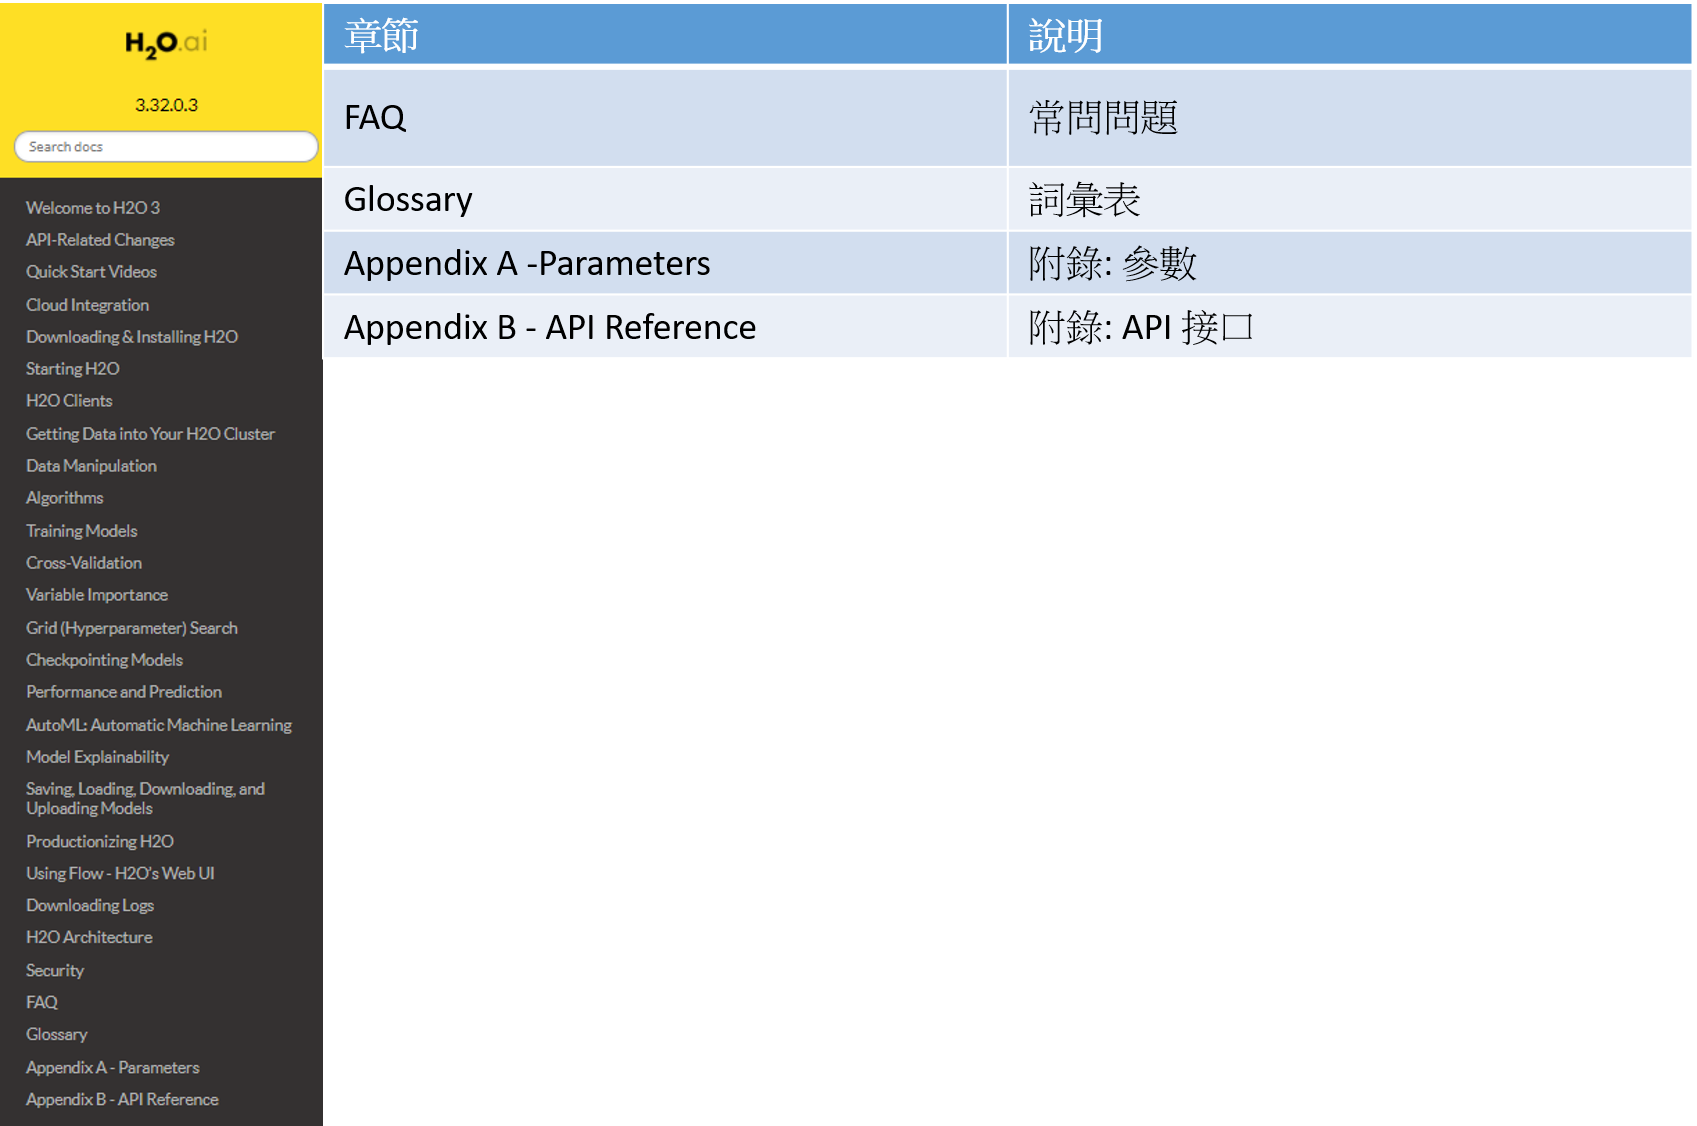 H2O.ai
3.32.0.3
Search docs
Welcome to H2O 3
API-Related Changes
Quick Start Videos
Cloud Integration
Downloading & Installing H2O
Starting H2O
H2O Clients
Getting Data into Your H2O Cluster
Data Manipulation
Algorithms
Training Models
Cross-Validation
Variable Importance
Grid (Hyperparameter) Search
Checkpointing Models
Performance and Prediction
AutoML: Automatic Machine Learning
Model Explainability
Saving, Loading, Downloading, and
Uploading Models
Productionizing H2O
Using Flow - H2O's Web UI
Downloading Logs
H2O Architecture
Security
FAQ
Glossary
Appendix A - Parameters
Appendix B - API Reference
章節 說明
FAQ 常問問題
Glossary 詞彙表
Appendix A -Parameters 附錄: 參數
Appendix B - API Reference 附錄: API 接口